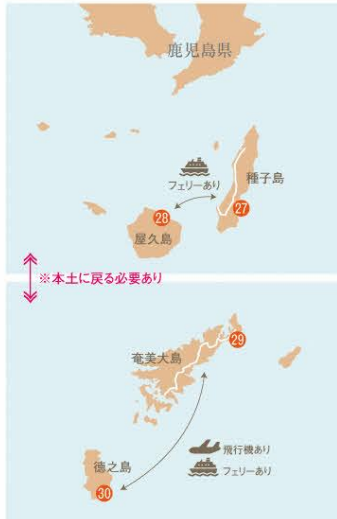 鹿児島県
フェリーあり
種子島
27
28
屋久島
※本土に戻る必要あり
29
奄美大島
飛行機あり
フェリーあり
徳之島
30